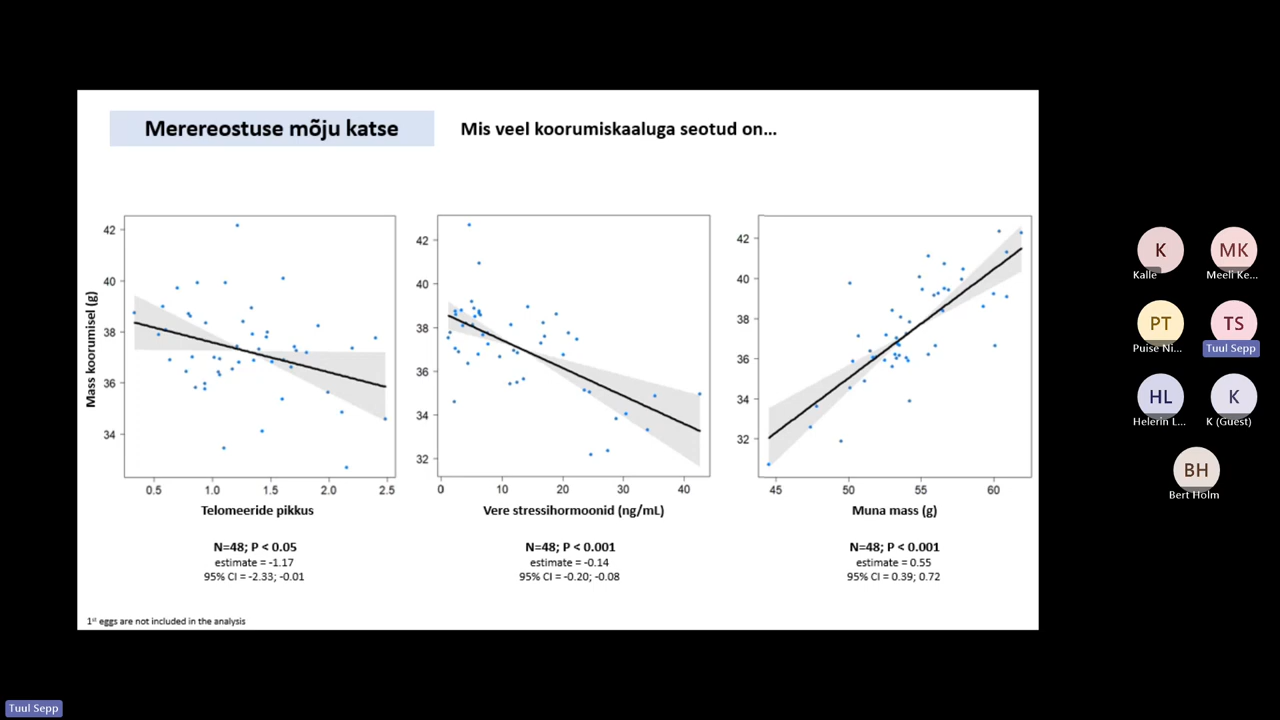 Merereostuse mõju katse
Mis veel koorumiskaaluga seotud on...
Mass koorumisel (g)
42
40
38
36
34
0.5 1.0 1.5 2.0 2.5
Telomeeride pikkus
N=48; P < 0.05
estimate = -1.17
95% CI = -2.33; -0.01
42
40
38
36
34
32
0 10 20 30 40
Vere stressihormoonid (ng/mL)
N=48; P < 0.001
estimate = -0.14
95% CI = -0.20; -0.08
42
40
38
36
34
32
45 50 55 60
Muna mass (g)
N=48; P < 0.001
estimate = 0.55
95% CI = 0.39; 0.72
1st eggs are not included in the analysis
K
Kalle
MK
Meeli Ke...
PT
Puise Ni...
TS
Tuul Sepp
HL
Helerin L...
K
K (Guest)
BH
Bert Holm
Tuul Sepp